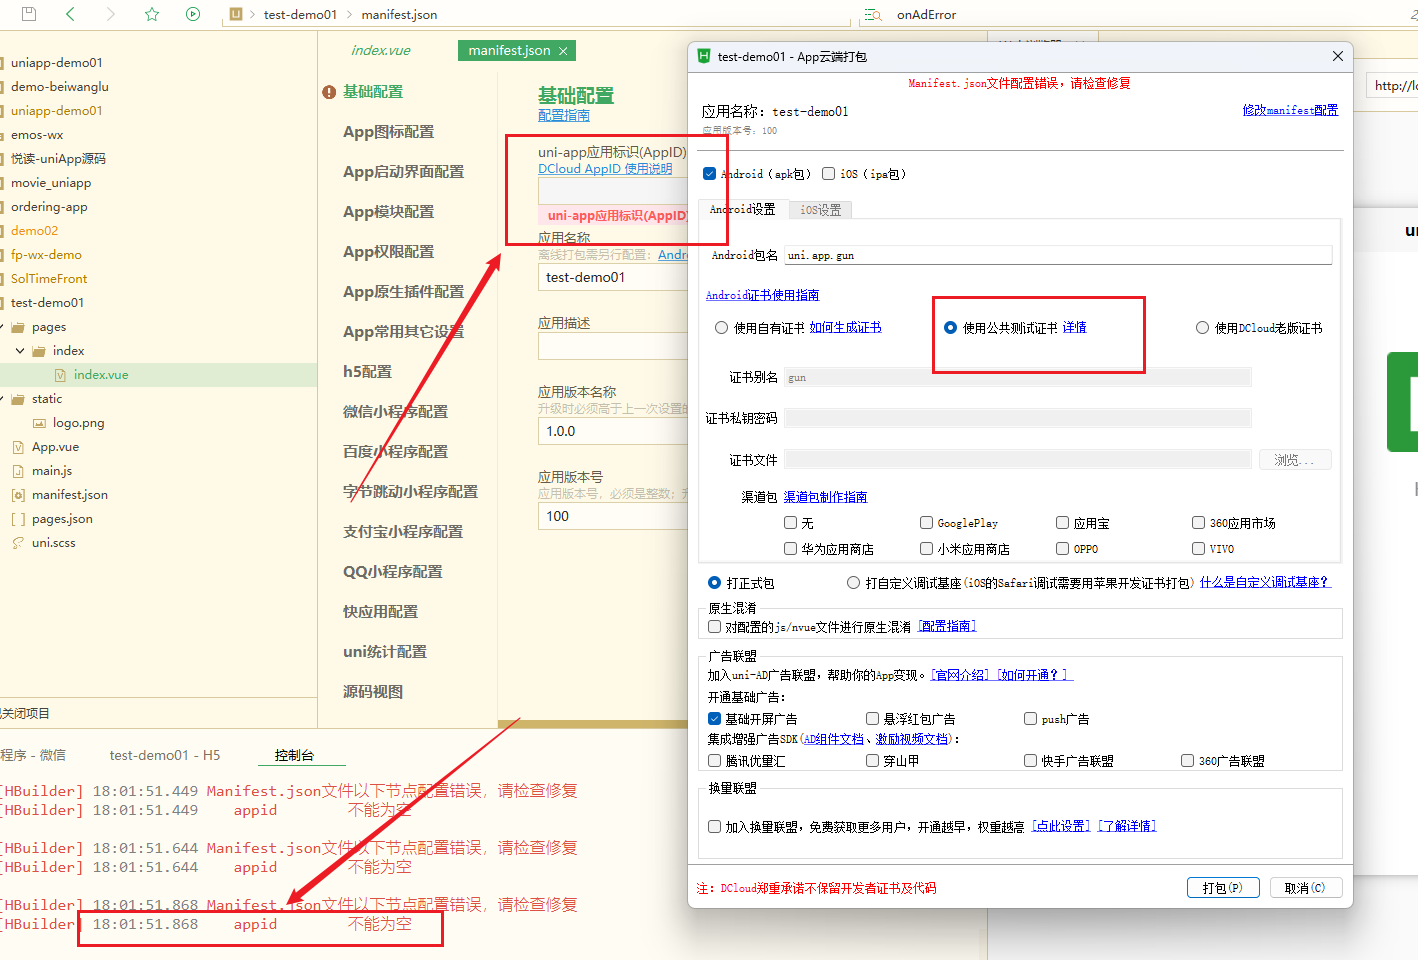 test-demo01
manifest.json
onAdError
index.vue
manifest.json
uniapp-demo01
demo-beiwanglu
uniapp-demo01
emos-wx
悦读-uniApp源码
movie_uniapp
ordering-app
demo02
fp-wx-demo
SolTimeFront
test-demo01
pages
index
index.vue
static
logo.png
App.vue
main.js
manifest.json
pages.json
uni.scss
已关闭项目
基础配置
App图标配置
App启动界面配置
App模块配置
App权限配置
App原生插件配置
App常用其它设置
h5配置
微信小程序配置
百度小程序配置
字节跳动小程序配置
支付宝小程序配置
QQ小程序配置
快应用配置
uni统计配置
源码视图
基础配置
配置指南
uni-app应用标识(AppID)
DCloud AppID 使用说明
uni-app应用标识(AppID)
应用名称
离线打包需另行配置：Andro
test-demo01
应用描述
应用版本名称
升级时必须高于上一次设置的
1.0.0
应用版本号
应用版本号，必须是整数；升
100
test-demo01 - App云端打包
Manifest.json文件配置错误，请检查修复
应用名称：test-demo01
修改manifest配置
应用版本号：100
Android（apk包） iOS（ipa包）
Android设置 iOS设置
Android包名 uni.app.gun
Android证书使用指南
使用自有证书 如何生成证书 使用公共测试证书 详情 使用DCloud老版证书
证书别名 gun
证书私钥密码
证书文件 浏览...
渠道包 渠道包制作指南
无 GooglePlay 应用宝 360应用市场
华为应用商店 小米应用商店 OPPO VIVO
打正式包 打自定义调试基座(iOS的Safari调试需要用苹果开发证书打包) 什么是自定义调试基座？
原生混淆
对配置的js/nvue文件进行原生混淆 [配置指南]
广告联盟
加入uni-AD广告联盟，帮助你的App变现。[官网介绍] [如何开通？]
开通基础广告：
基础开屏广告 悬浮红包广告 push广告
集成增强广告SDK(AD组件文档、激励视频文档)：
腾讯优量汇 穿山甲 快手广告联盟 360广告联盟
换量联盟
加入换量联盟，免费获取更多用户，开通越早，权重越高 [点此设置] [了解详情]
注：DCloud郑重承诺不保留开发者证书及代码
打包(P) 取消(C)
http://lo
un
程序 - 微信
test-demo01 - H5
控制台
[HBuilder] 18:01:51.449 Manifest.json文件以下节点配置错误，请检查修复
[HBuilder] 18:01:51.449 appid 不能为空
[HBuilder] 18:01:51.644 Manifest.json文件以下节点配置错误，请检查修复
[HBuilder] 18:01:51.644 appid 不能为空
[HBuilder] 18:01:51.868 Manifest.json文件以下节点配置错误，请检查修复
[HBuilder] 18:01:51.868 appid 不能为空